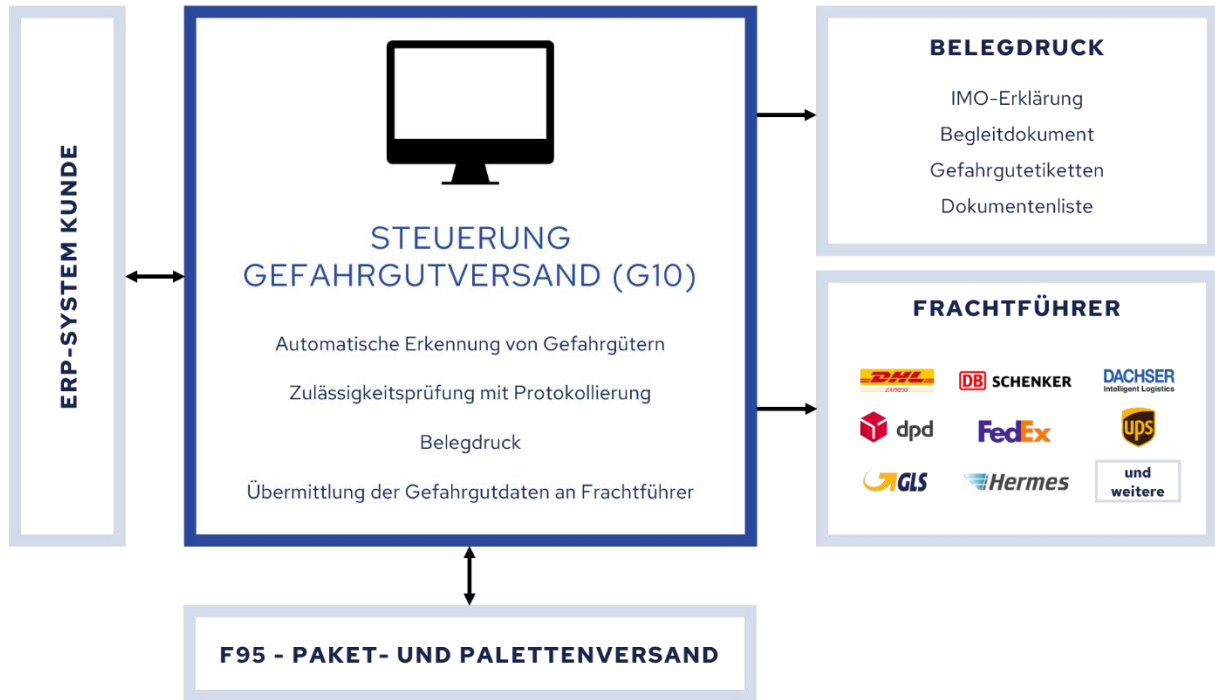 ERP-SYSTEM KUNDE
STEUERUNG
GEFAHRGUTVERSAND (G10)
Automatische Erkennung von Gefahrgütern
Zulässigkeitsprüfung mit Protokollierung
Belegdruck
Übermittlung der Gefahrgutdaten an Frachtführer
BELEGDRUCK
IMO-Erklärung
Begleitdokument
Gefahrgutetiketten
Dokumentenliste
FRACHTFÜHRER
DHL
EXPRESS
DB SCHENKER
DACHSER
Intelligent Logistics
dpd
FedEx
ups
GLS
Hermes
und
weitere
F95 - PAKET- UND PALETTENVERSAND